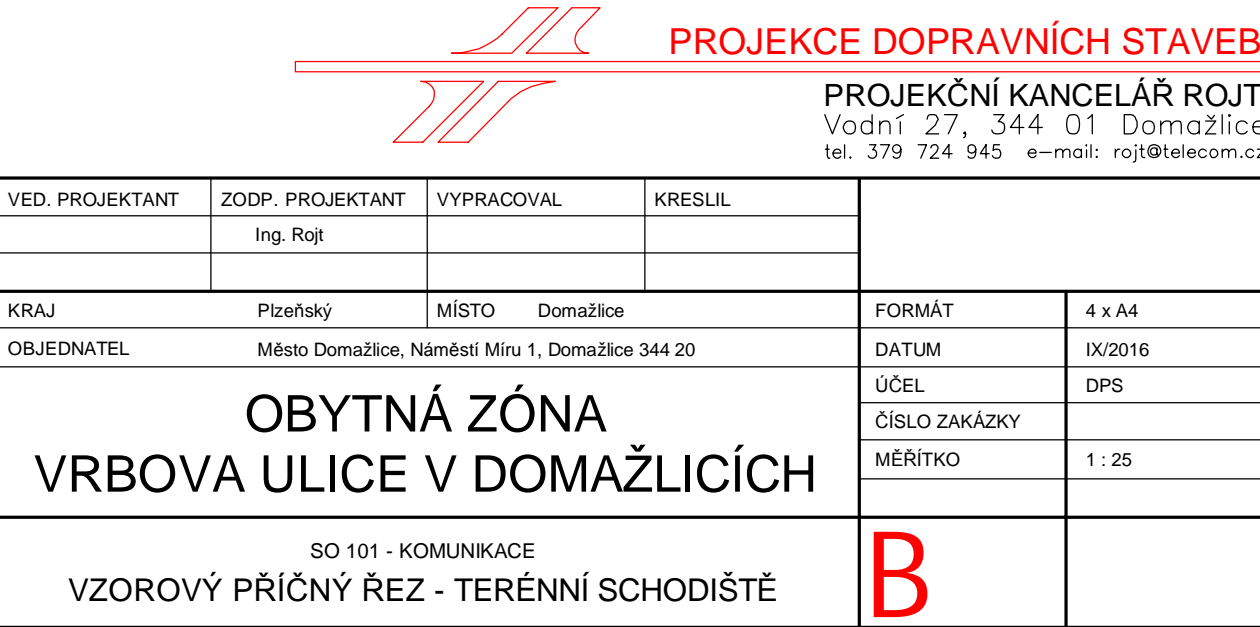 PROJEKCE DOPRAVNÍCH STAVEB
PROJEKČNÍ KANCELÁŘ ROJT
Vodní 27, 344 01 Domažlice
tel. 379 724 945 e-mail: rojt@telecom.cz
VED. PROJEKTANT ZODP. PROJEKTANT VYPRACOVAL KRESLIL
Ing. Rojt
KRAJ Plzeňský MÍSTO Domažlice
OBJEDNATEL Město Domažlice, Náměstí Míru 1, Domažlice 344 20
FORMÁT 4 x A4
DATUM IX/2016
ÚČEL DPS
ČÍSLO ZAKÁZKY
MĚŘÍTKO 1 : 25
OBYTNÁ ZÓNA
VRBOVA ULICE V DOMAŽLICÍCH
SO 101 - KOMUNIKACE
VZOROVÝ PŘÍČNÝ ŘEZ - TERÉNNÍ SCHODIŠTĚ
B